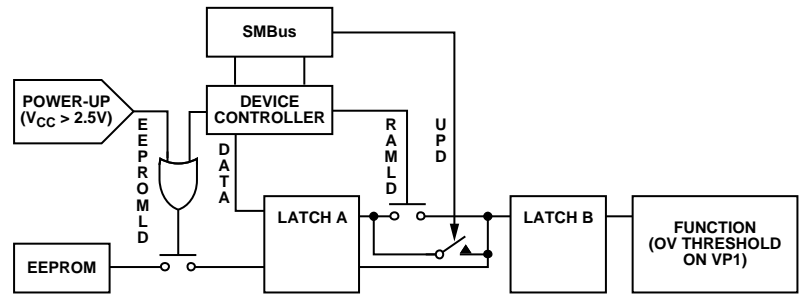 SMBus
POWER-UP
(VCC > 2.5V)
DEVICE
CONTROLLER
EEPROMLD
DATA
RAMLD
UPD
LATCH A
LATCH B
FUNCTION
(OV THRESHOLD
ON VP1)
EEPROM